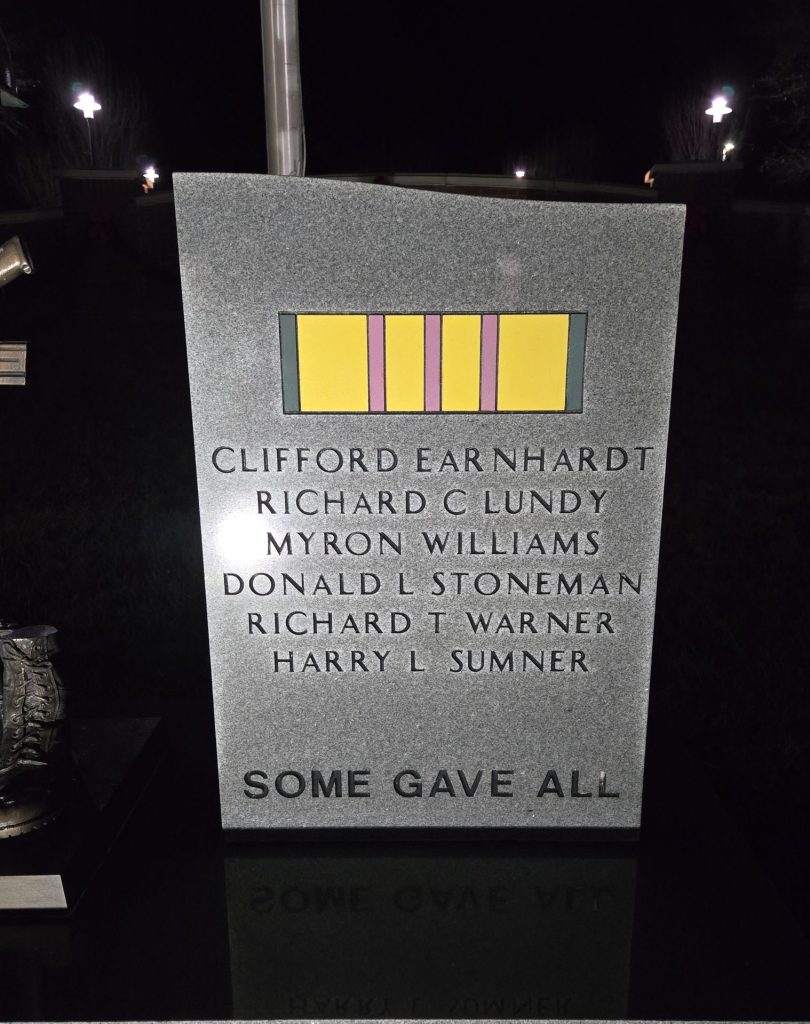 CLIFFORD EARNHARDT
RICHARD C LUNDY
MYRON WILLIAMS
DONALD L STONEMAN
RICHARD T WARNER
HARRY L SUMNER
SOME GAVE ALL